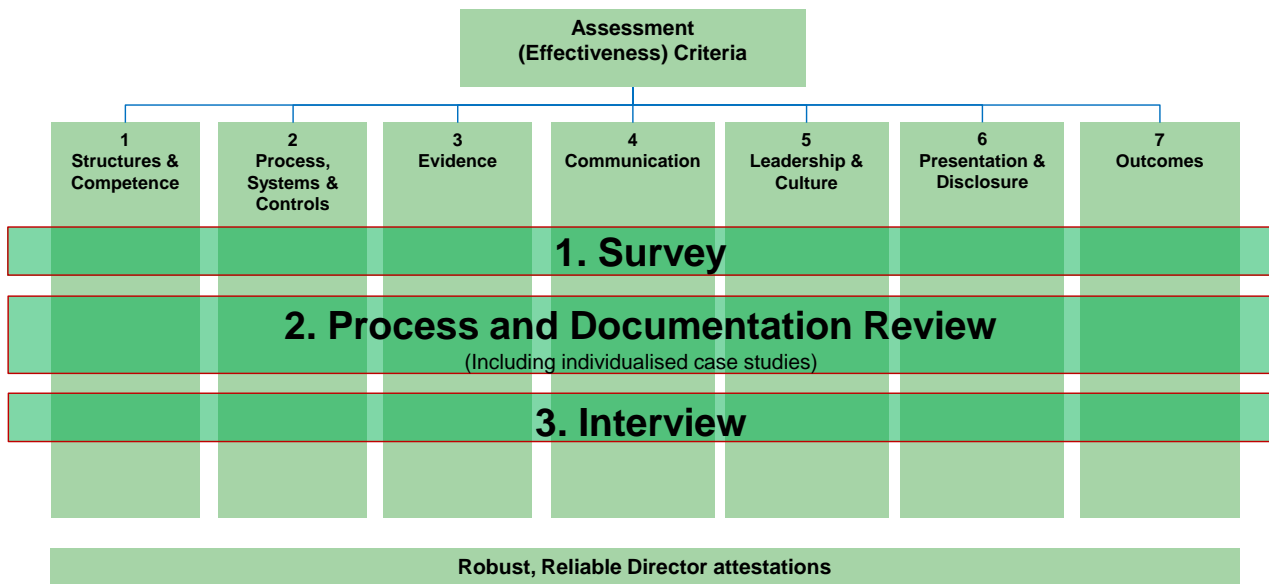 Assessment
(Effectiveness) Criteria
1
Structures &
Competence
2
Process,
Systems &
Controls
3
Evidence
4
Communication
5
Leadership &
Culture
6
Presentation &
Disclosure
7
Outcomes
1. Survey
2. Process and Documentation Review
(Including individualised case studies)
3. Interview
Robust, Reliable Director attestations